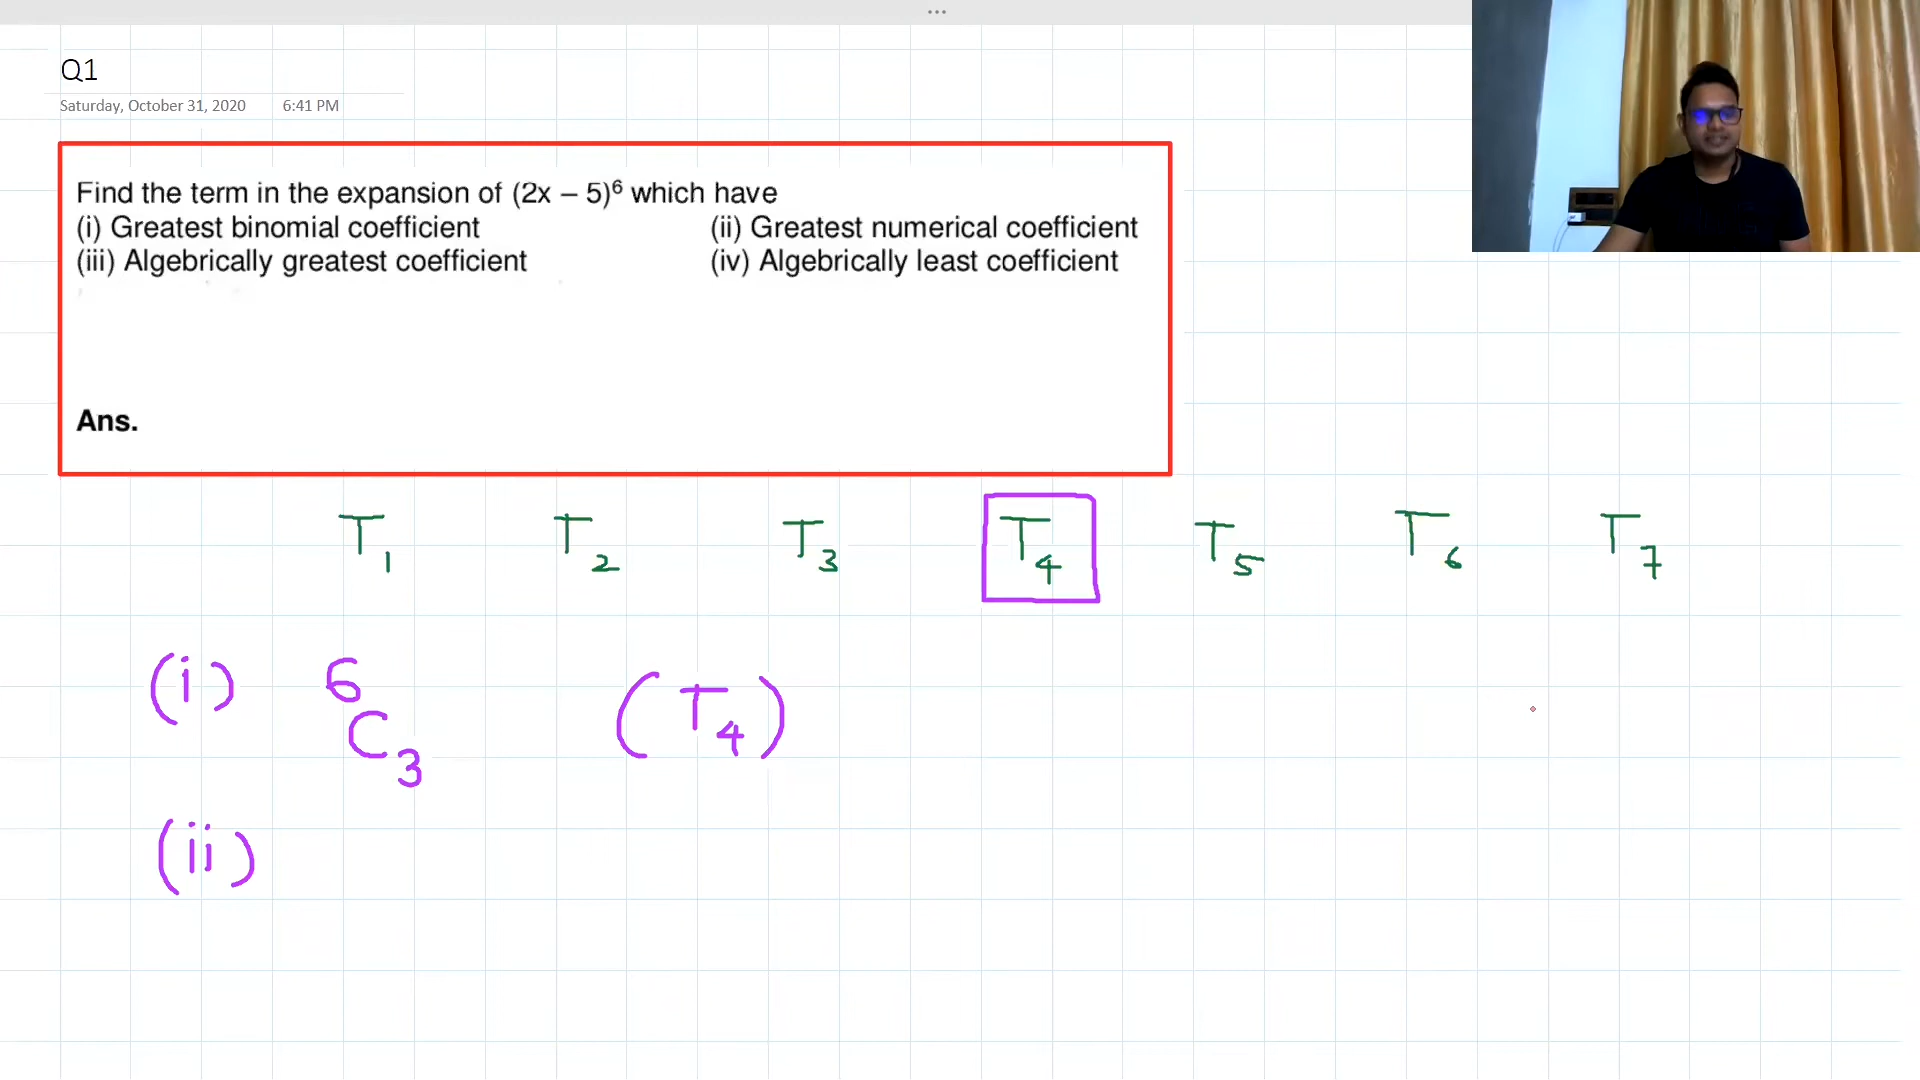 Q1
Saturday, October 31, 2020 6:41 PM
Find the term in the expansion of (2x – 5)⁶ which have
(i) Greatest binomial coefficient (ii) Greatest numerical coefficient
(iii) Algebrically greatest coefficient (iv) Algebrically least coefficient
Ans.
T₁ T₂ T₃ T₄ T₅ T₆ T₇
(i) ⁶C₃ (T₄)
(ii)